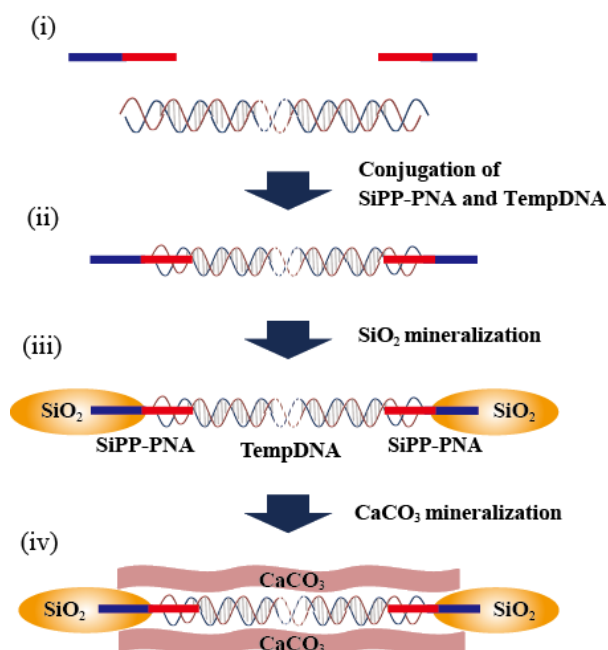 (i)
Conjugation of
SiPP-PNA and TempDNA
(ii)
SiO₂ mineralization
(iii)
SiO₂ SiO₂
SiPP-PNA TempDNA SiPP-PNA
CaCO₃ mineralization
(iv)
CaCO₃
SiO₂ SiO₂
CaCO₃